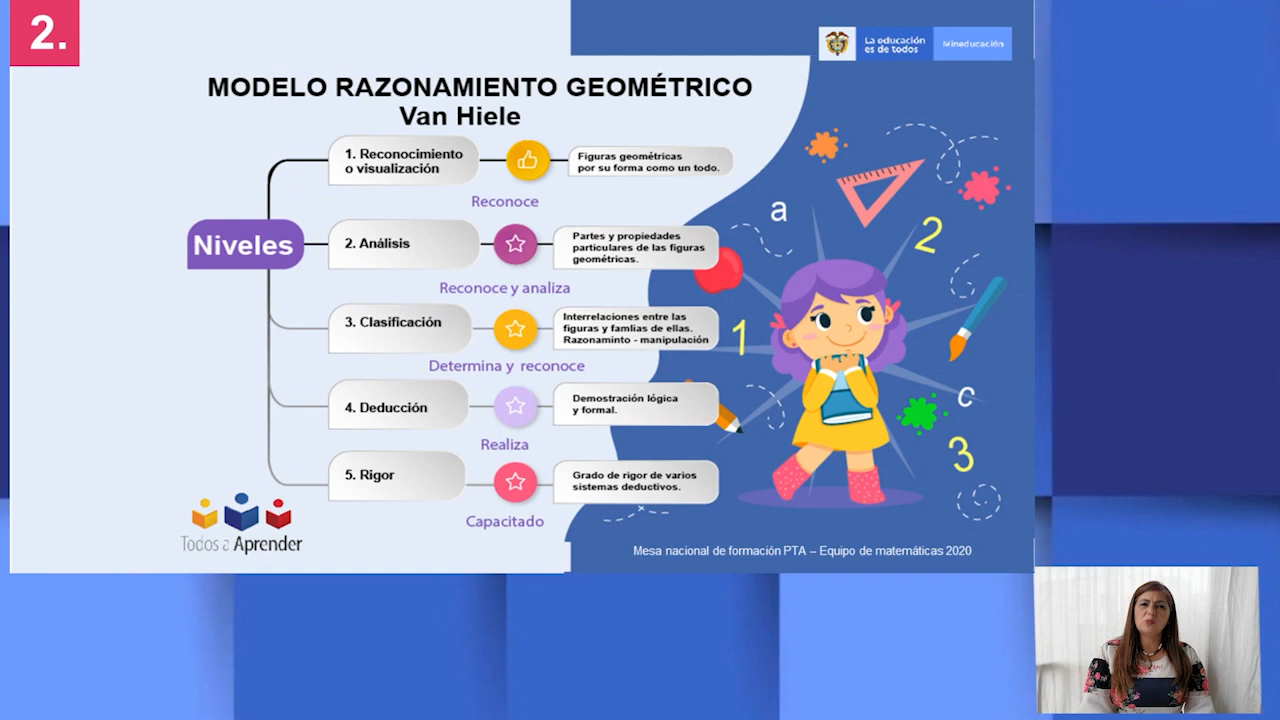 2.
La educación
es de todos
Mineducación
MODELO RAZONAMIENTO GEOMÉTRICO
Van Hiele
Niveles
1. Reconocimiento
o visualización
Figuras geométricas
por su forma como un todo.
Reconoce
2. Análisis
Partes y propiedades
particulares de las figuras
geométricas.
Reconoce y analiza
3. Clasificación
Interrelaciones entre las
figuras y famlias de ellas.
Razonaminto - manipulación
Determina y reconoce
4. Deducción
Demostración lógica
y formal.
Realiza
5. Rigor
Grado de rigor de varios
sistemas deductivos.
Capacitado
a
2
1
c
3
Todos a Aprender
Mesa nacional de formación PTA – Equipo de matemáticas 2020